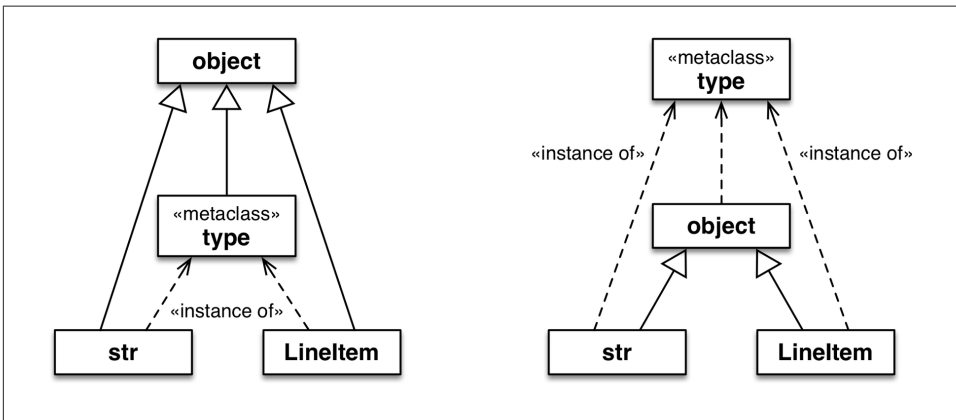 object
«metaclass»
type
«instance of»
str
LineItem
«metaclass»
type
«instance of»
«instance of»
object
str
LineItem